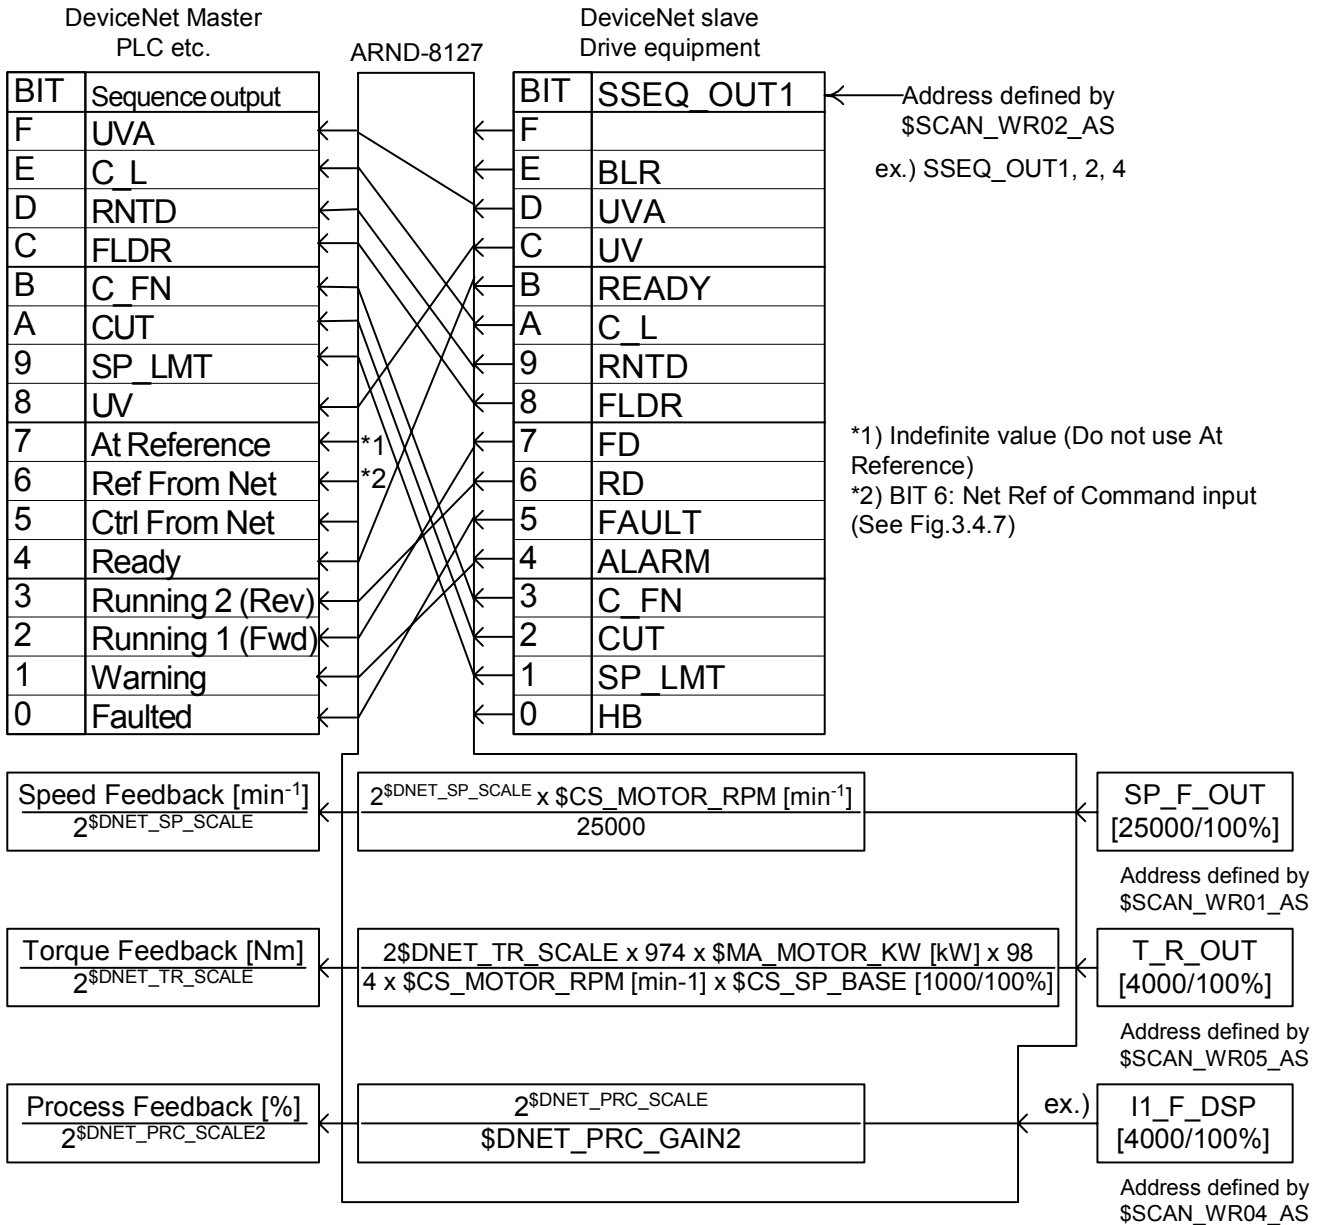 DeviceNet Master
PLC etc.
ARND-8127
DeviceNet slave
Drive equipment
BIT Sequence output
F UVA
E C_L
D RNTD
C FLDR
B C_FN
A CUT
9 SP_LMT
8 UV
7 At Reference
6 Ref From Net
5 Ctrl From Net
4 Ready
3 Running 2 (Rev)
2 Running 1 (Fwd)
1 Warning
0 Faulted
*1
*2
BIT SSEQ_OUT1
F
E BLR
D UVA
C UV
B READY
A C_L
9 RNTD
8 FLDR
7 FD
6 RD
5 FAULT
4 ALARM
3 C_FN
2 CUT
1 SP_LMT
0 HB
Address defined by
$SCAN_WR02_AS
ex.) SSEQ_OUT1, 2, 4
*1) Indefinite value (Do not use At
Reference)
*2) BIT 6: Net Ref of Command input
(See Fig.3.4.7)
Speed Feedback [min-1]
2$DNET_SP_SCALE
2$DNET_SP_SCALE x $CS_MOTOR_RPM [min-1]
25000
SP_F_OUT
[25000/100%]
Address defined by
$SCAN_WR01_AS
Torque Feedback [Nm]
2$DNET_TR_SCALE
2$DNET_TR_SCALE x 974 x $MA_MOTOR_KW [kW] x 98
4 x $CS_MOTOR_RPM [min-1] x $CS_SP_BASE [1000/100%]
T_R_OUT
[4000/100%]
Address defined by
$SCAN_WR05_AS
Process Feedback [%]
2$DNET_PRC_SCALE2
2$DNET_PRC_SCALE
$DNET_PRC_GAIN2
ex.)
I1_F_DSP
[4000/100%]
Address defined by
$SCAN_WR04_AS